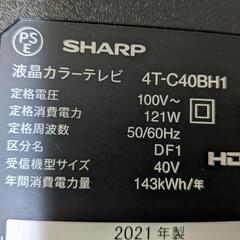 PS
E
SHARP
液晶カラーテレビ 4T-C40BH1
定格電圧 100V～
定格消費電力 121W
定格周波数 50/60Hz
区分名 DF1
受信機型サイズ 40V
年間消費電力量 143kWh/年
2021年製